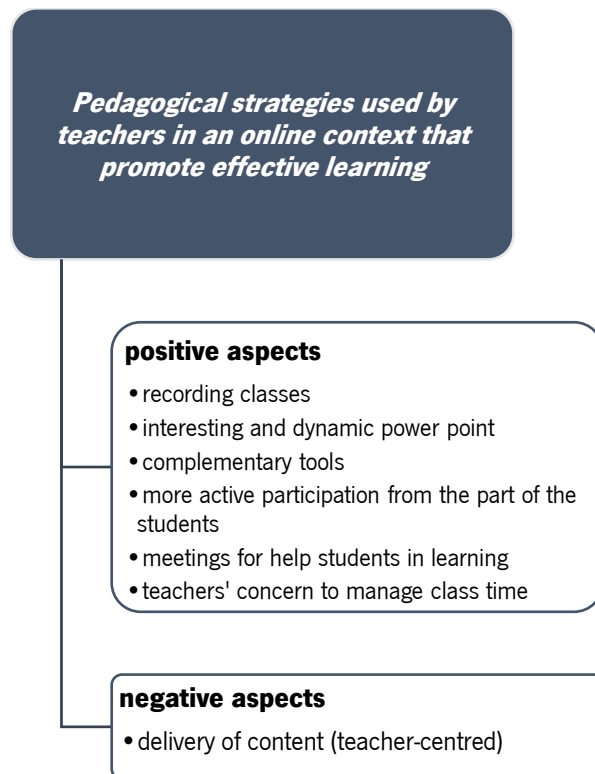 Pedagogical strategies used by
teachers in an online context that
promote effective learning
positive aspects
• recording classes
• interesting and dynamic power point
• complementary tools
• more active participation from the part of the
students
• meetings for help students in learning
• teachers' concern to manage class time
negative aspects
• delivery of content (teacher-centred)